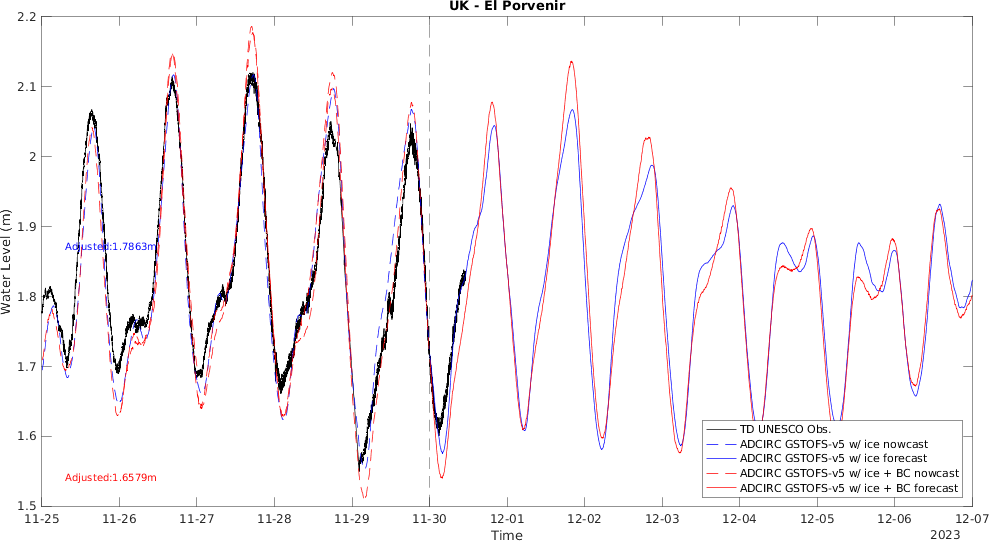 UK - El Porvenir
2.2
2.1
2
1.9
1.8
1.7
1.6
1.5
Water Level (m)
Adjusted:1.7863m
Adjusted:1.6579m
TD UNESCO Obs.
ADCIRC GSTOFS-v5 w/ ice nowcast
ADCIRC GSTOFS-v5 w/ ice forecast
ADCIRC GSTOFS-v5 w/ ice + BC nowcast
ADCIRC GSTOFS-v5 w/ ice + BC forecast
11-25 11-26 11-27 11-28 11-29 11-30 12-01 12-02 12-03 12-04 12-05 12-06 12-07
Time
2023